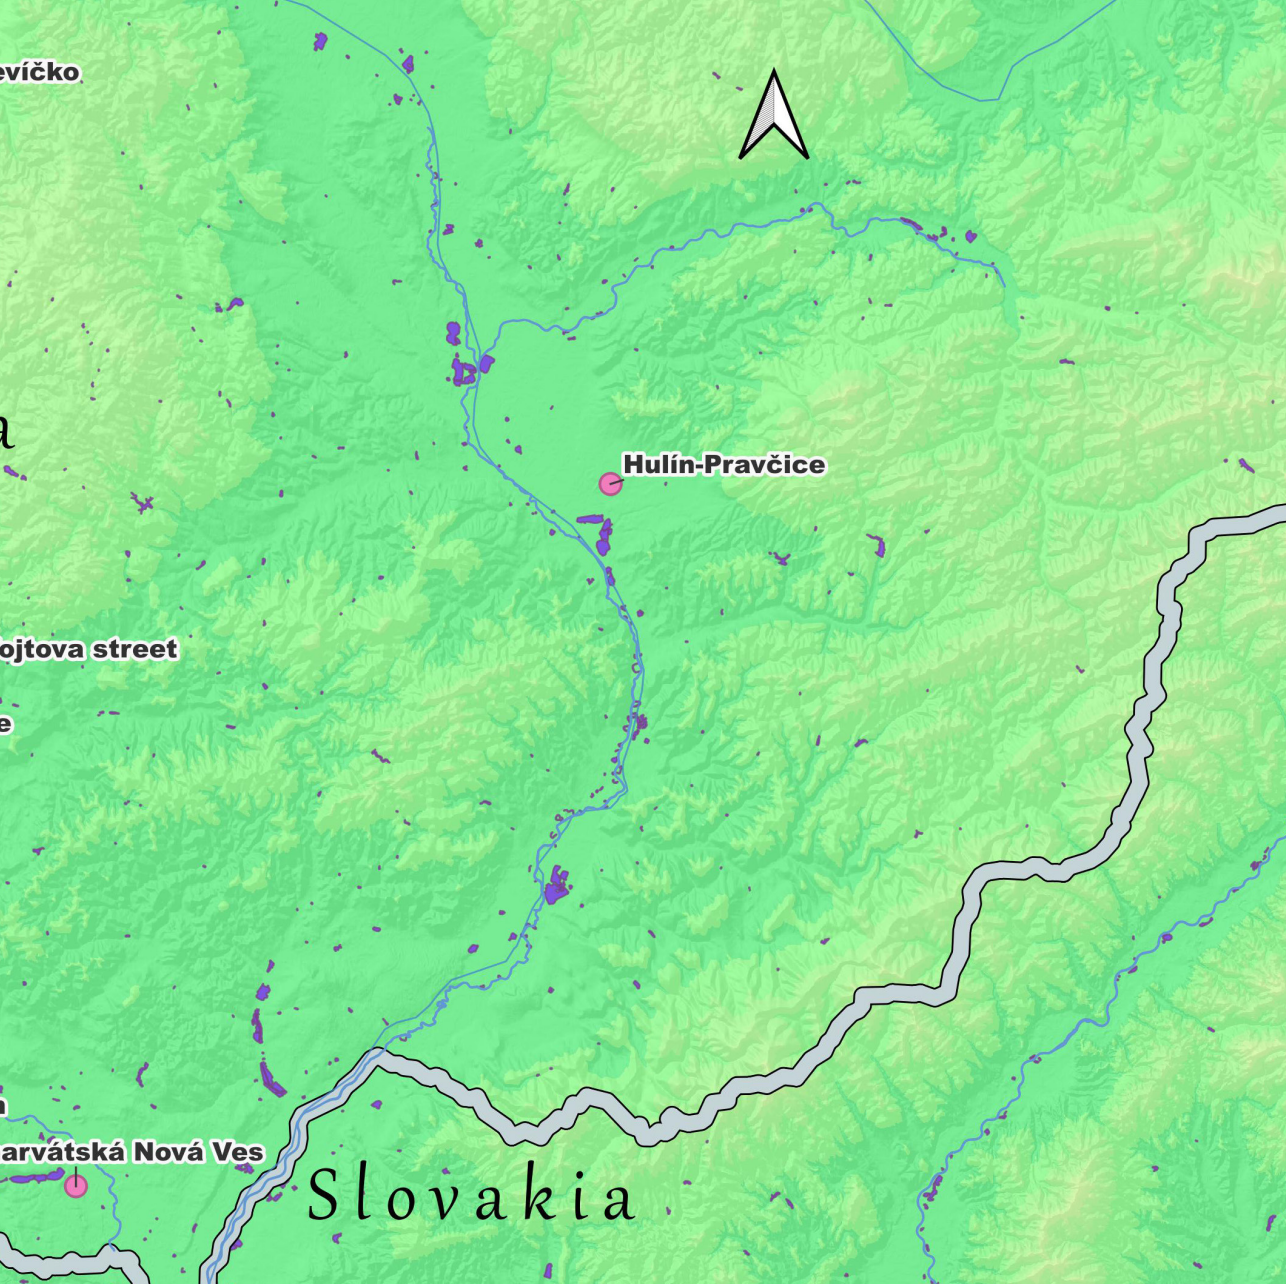 evíčko
a
Hulín-Pravčice
ojtova street
e
n
arvátská Nová Ves
Slovakia